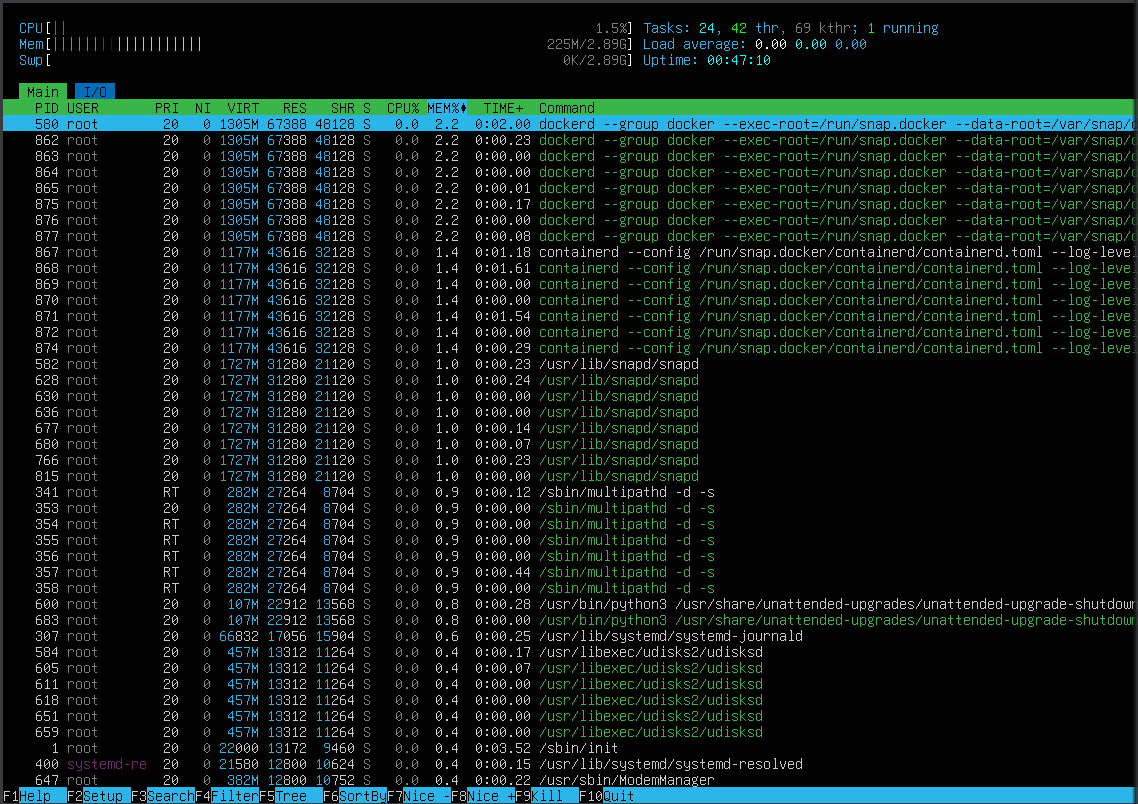 CPU[|| 1.5%] Tasks: 24, 42 thr, 69 kthr; 1 running
Mem[||||||||||||||||||| 225M/2.89G] Load average: 0.00 0.00 0.00
Swp[ 0K/2.89G] Uptime: 00:47:10
Main I/O
PID USER PRI NI VIRT RES SHR S CPU% MEM% TIME+ Command
580 root 20 0 1305M 67388 48128 S 0.0 2.2 0:02.00 dockerd --group docker --exec-root=/run/snap.docker --data-root=/var/snap/d
862 root 20 0 1305M 67388 48128 S 0.0 2.2 0:00.23 dockerd --group docker --exec-root=/run/snap.docker --data-root=/var/snap/d
863 root 20 0 1305M 67388 48128 S 0.0 2.2 0:00.00 dockerd --group docker --exec-root=/run/snap.docker --data-root=/var/snap/d
864 root 20 0 1305M 67388 48128 S 0.0 2.2 0:00.00 dockerd --group docker --exec-root=/run/snap.docker --data-root=/var/snap/d
865 root 20 0 1305M 67388 48128 S 0.0 2.2 0:00.01 dockerd --group docker --exec-root=/run/snap.docker --data-root=/var/snap/d
875 root 20 0 1305M 67388 48128 S 0.0 2.2 0:00.17 dockerd --group docker --exec-root=/run/snap.docker --data-root=/var/snap/d
876 root 20 0 1305M 67388 48128 S 0.0 2.2 0:00.00 dockerd --group docker --exec-root=/run/snap.docker --data-root=/var/snap/d
877 root 20 0 1305M 67388 48128 S 0.0 2.2 0:00.08 dockerd --group docker --exec-root=/run/snap.docker --data-root=/var/snap/d
867 root 20 0 1177M 43616 32128 S 0.0 1.4 0:01.18 containerd --config /run/snap.docker/containerd/containerd.toml --log-level
868 root 20 0 1177M 43616 32128 S 0.0 1.4 0:01.61 containerd --config /run/snap.docker/containerd/containerd.toml --log-level
869 root 20 0 1177M 43616 32128 S 0.0 1.4 0:00.00 containerd --config /run/snap.docker/containerd/containerd.toml --log-level
870 root 20 0 1177M 43616 32128 S 0.0 1.4 0:00.00 containerd --config /run/snap.docker/containerd/containerd.toml --log-level
871 root 20 0 1177M 43616 32128 S 0.0 1.4 0:01.54 containerd --config /run/snap.docker/containerd/containerd.toml --log-level
872 root 20 0 1177M 43616 32128 S 0.0 1.4 0:00.00 containerd --config /run/snap.docker/containerd/containerd.toml --log-level
874 root 20 0 1177M 43616 32128 S 0.0 1.4 0:00.29 containerd --config /run/snap.docker/containerd/containerd.toml --log-level
582 root 20 0 1727M 31280 21120 S 0.0 1.0 0:00.23 /usr/lib/snapd/snapd
628 root 20 0 1727M 31280 21120 S 0.0 1.0 0:00.24 /usr/lib/snapd/snapd
630 root 20 0 1727M 31280 21120 S 0.0 1.0 0:00.00 /usr/lib/snapd/snapd
636 root 20 0 1727M 31280 21120 S 0.0 1.0 0:00.00 /usr/lib/snapd/snapd
677 root 20 0 1727M 31280 21120 S 0.0 1.0 0:00.14 /usr/lib/snapd/snapd
680 root 20 0 1727M 31280 21120 S 0.0 1.0 0:00.07 /usr/lib/snapd/snapd
766 root 20 0 1727M 31280 21120 S 0.0 1.0 0:00.23 /usr/lib/snapd/snapd
815 root 20 0 1727M 31280 21120 S 0.0 1.0 0:00.00 /usr/lib/snapd/snapd
341 root RT 0 282M 27264 8704 S 0.0 0.9 0:00.12 /sbin/multipathd -d -s
353 root 20 0 282M 27264 8704 S 0.0 0.9 0:00.00 /sbin/multipathd -d -s
354 root RT 0 282M 27264 8704 S 0.0 0.9 0:00.00 /sbin/multipathd -d -s
355 root RT 0 282M 27264 8704 S 0.0 0.9 0:00.00 /sbin/multipathd -d -s
356 root RT 0 282M 27264 8704 S 0.0 0.9 0:00.00 /sbin/multipathd -d -s
357 root RT 0 282M 27264 8704 S 0.0 0.9 0:00.44 /sbin/multipathd -d -s
358 root RT 0 282M 27264 8704 S 0.0 0.9 0:00.00 /sbin/multipathd -d -s
600 root 20 0 107M 22912 13568 S 0.0 0.8 0:00.28 /usr/bin/python3 /usr/share/unattended-upgrades/unattended-upgrade-shutdown
683 root 20 0 107M 22912 13568 S 0.0 0.8 0:00.00 /usr/bin/python3 /usr/share/unattended-upgrades/unattended-upgrade-shutdown
307 root 20 0 66832 17056 15904 S 0.0 0.6 0:00.25 /usr/lib/systemd/systemd-journald
584 root 20 0 457M 13312 11264 S 0.0 0.4 0:00.17 /usr/libexec/udisks2/udisksd
605 root 20 0 457M 13312 11264 S 0.0 0.4 0:00.07 /usr/libexec/udisks2/udisksd
611 root 20 0 457M 13312 11264 S 0.0 0.4 0:00.00 /usr/libexec/udisks2/udisksd
618 root 20 0 457M 13312 11264 S 0.0 0.4 0:00.00 /usr/libexec/udisks2/udisksd
651 root 20 0 457M 13312 11264 S 0.0 0.4 0:00.00 /usr/libexec/udisks2/udisksd
659 root 20 0 457M 13312 11264 S 0.0 0.4 0:00.00 /usr/libexec/udisks2/udisksd
1 root 20 0 22000 13172 9460 S 0.0 0.4 0:03.52 /sbin/init
400 systemd-re 20 0 21580 12800 10624 S 0.0 0.4 0:00.15 /usr/lib/systemd/systemd-resolved
647 root 20 0 382M 12800 10752 S 0.0 0.4 0:00.22 /usr/sbin/ModemManager
F1Help F2Setup F3SearchF4FilterF5Tree F6SortByF7Nice -F8Nice +F9Kill F10Quit